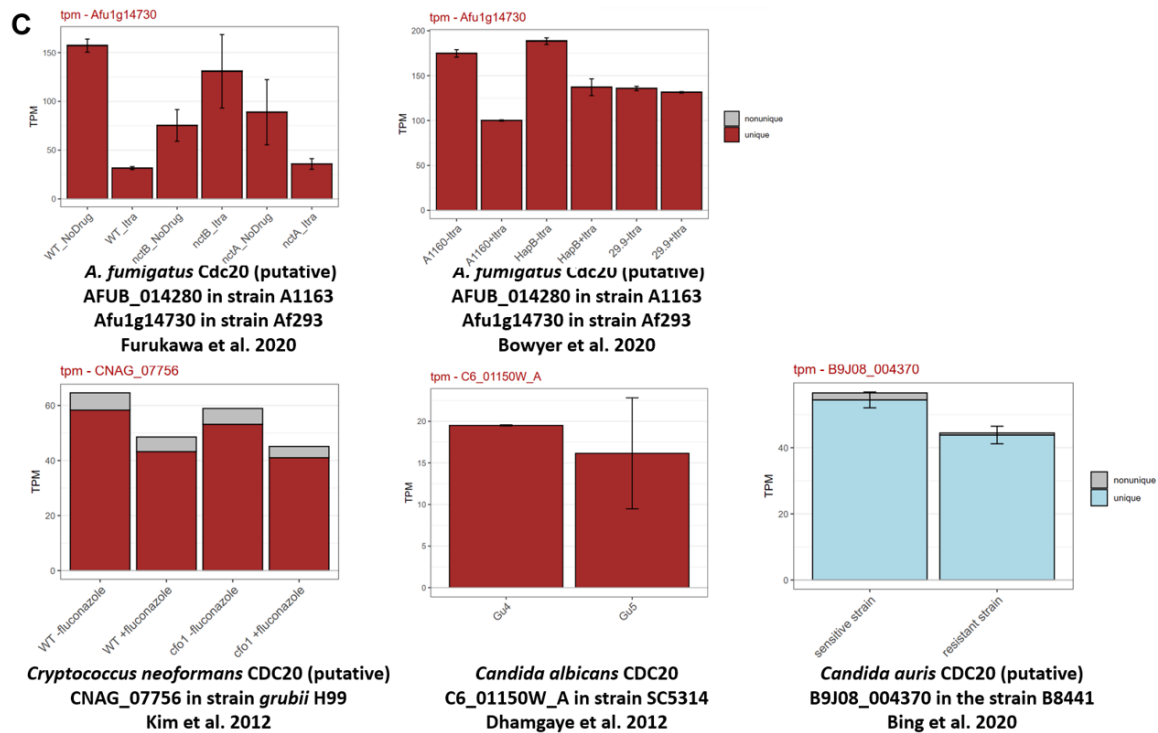 C
tpm - Afu1g14730
TPM
150
100
50
0
WT_NoDrug
WT_Itra
nctB_NoDrug
nctB_Itra
nctA_NoDrug
nctA_Itra
A. fumigatus Cdc20 (putative)
AFUB_014280 in strain A1163
Afu1g14730 in strain Af293
Furukawa et al. 2020
tpm - Afu1g14730
TPM
200
150
100
50
0
A1160-Itra
A1160+Itra
HapB-Itra
HapB+Itra
29.9-Itra
29.9+Itra
nonunique
unique
A. fumigatus Cdc20 (putative)
AFUB_014280 in strain A1163
Afu1g14730 in strain Af293
Bowyer et al. 2020
tpm - CNAG_07756
TPM
60
40
20
0
WT -fluconazole
WT +fluconazole
cfo1 -fluconazole
cfo1 +fluconazole
Cryptococcus neoformans CDC20 (putative)
CNAG_07756 in strain grubii H99
Kim et al. 2012
tpm - C6_01150W_A
TPM
20
15
10
5
0
Gu4
Gu5
Candida albicans CDC20
C6_01150W_A in strain SC5314
Dhamgaye et al. 2012
tpm - B9J08_004370
TPM
40
20
0
sensitive strain
resistant strain
nonunique
unique
Candida auris CDC20 (putative)
B9J08_004370 in the strain B8441
Bing et al. 2020